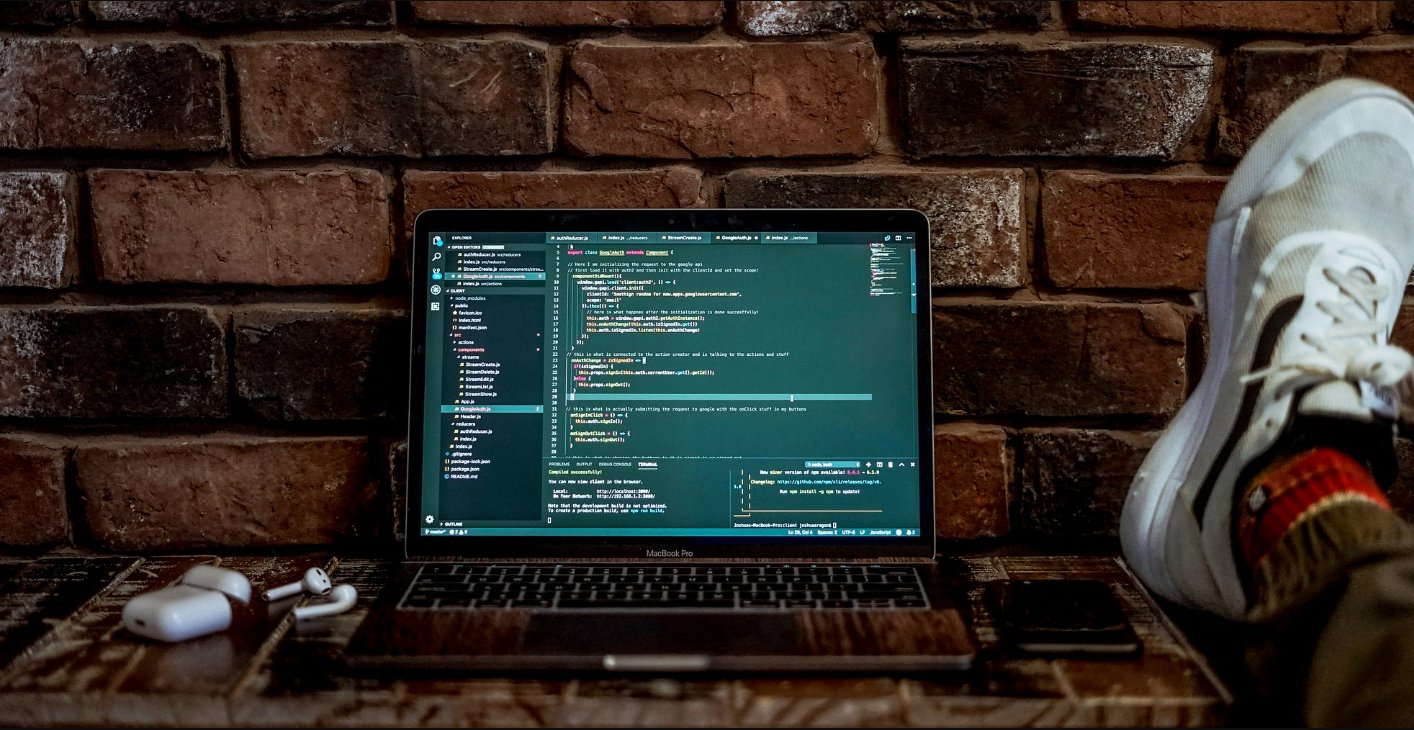 EXPLORER
OPEN EDITORS
authReducer.js src/reducers
index.js src/reducers
StreamCreate.js src/components/strea...
GoogleAuth.js src/components
index.js src/actions
CLIENT
node_modules
public
favicon.ico
index.html
manifest.json
src
actions
components
streams
StreamCreate.js
StreamDelete.js
StreamEdit.js
StreamList.js
StreamShow.js
App.js
GoogleAuth.js
Header.js
reducers
authReducer.js
index.js
index.js
.gitignore
package-lock.json
package.json
README.md
OUTLINE
authReducer.js
index.js .../reducers
StreamCreate.js
GoogleAuth.js
index.js .../actions
4 }
5 export class GoogleAuth extends Component {
6
7 // here I am initializing the request to the google api
8 // first load it with auth2 and then init with the clientId and set the scope!
9 componentDidMount(){
10 window.gapi.load('client:auth2', () => {
11 window.gapi.client.init({
12 clientId:
13 scope: 'email'
14 }).then(() => {
15 // here is what happnes after the initialization is done successfully!
16 this.auth = window.gapi.auth2.getAuthInstance();
17 this.onAuthChange(this.auth.isSignedIn.get())
18 this.auth.isSignedIn.listen(this.onAuthChange)
19 });
20 });
21 }
22 // this is what is connected to the action creator and is talking to the actions and stuff
23 onAuthChange = isSignedIn => {
24 if(isSignedIn) {
25 this.props.signIn(this.auth.currentUser.get().getId());
26 }else {
27 this.props.signOut();
28 }
29 }
30
31 // this is what is actually submitting the request to google with the onClick stuff in my buttons
32 onSignInClick = () => {
33 this.auth.signIn();
34 }
35 onSignOutClick = () => {
36 this.auth.signOut();
37 }
38
PROBLEMS OUTPUT DEBUG CONSOLE TERMINAL
Compiled successfully!
You can now view client in the browser.
Local: http://localhost:3000/
On Your Network: http://192.168.1.2:3000/
Note that the development build is not optimized.
To create a production build, use npm run build.
New minor version of npm available!
Changelog: https://github.com/npm/cli/releases/tag/v6.
Run npm install -g npm to update!
Joshuas-MacBook-Pro:client joshuaaragon$
master*
Ln 29, Col 4 Spaces: 2 UTF-8 LF JavaScript
MacBook Pro